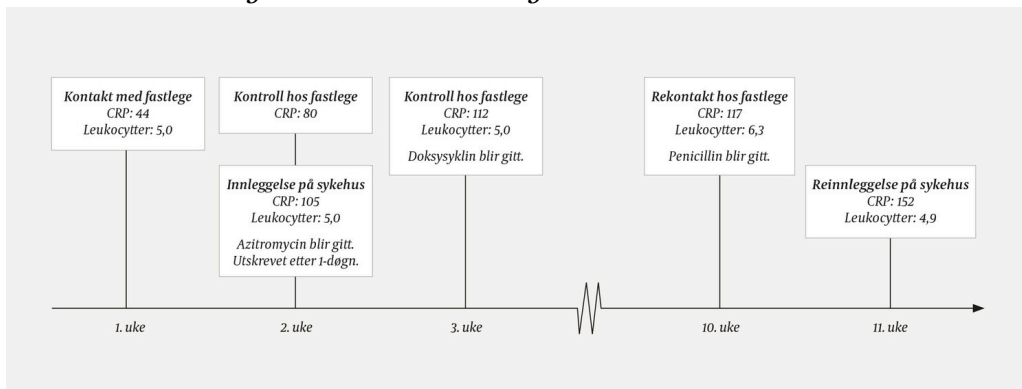 Kontakt med fastlege
CRP: 44
Leukocytter: 5,0
Kontroll hos fastlege
CRP: 80
Innleggelse på sykehus
CRP: 105
Leukocytter: 5,0
Azitromycin blir gitt.
Utskrevet etter 1-døgn.
Kontroll hos fastlege
CRP: 112
Leukocytter: 5,0
Doksysyklin blir gitt.
Rekontakt hos fastlege
CRP: 117
Leukocytter: 6,3
Penicillin blir gitt.
Reinnleggelse på sykehus
CRP: 152
Leukocytter: 4,9
1. uke
2. uke
3. uke
10. uke
11. uke